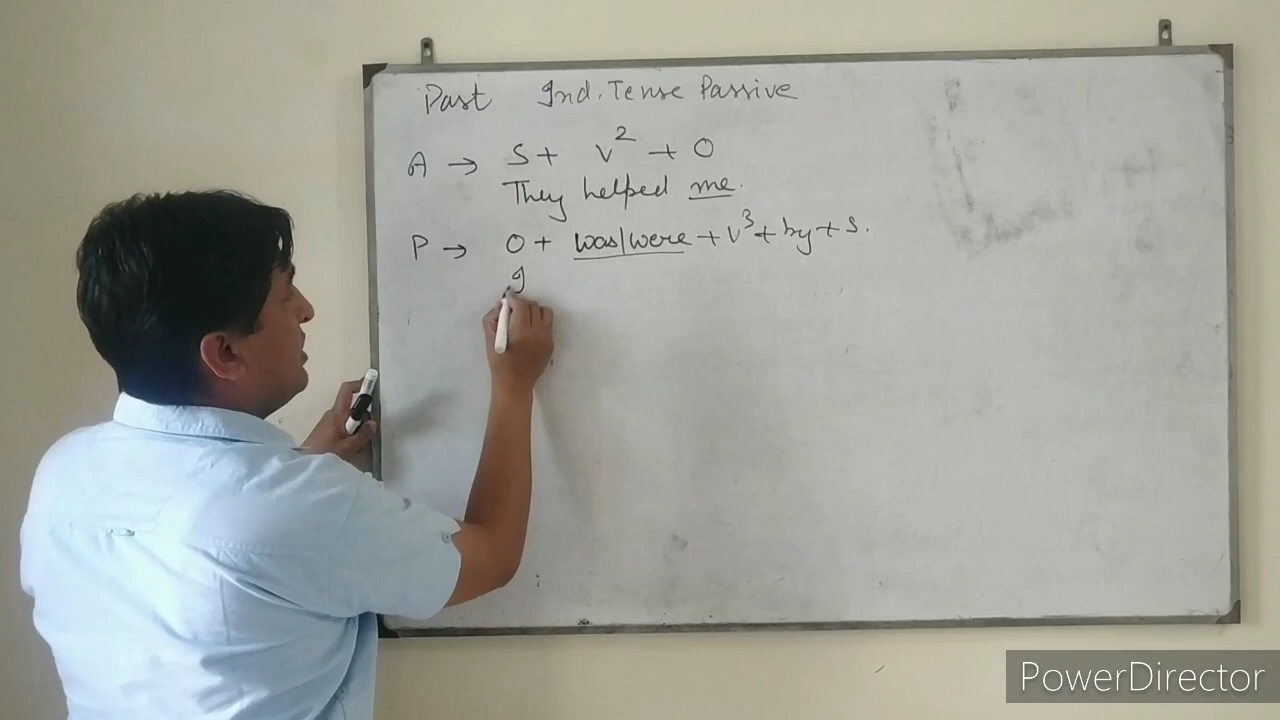 Past Ind. Tense Passive
A → S + V² + O
They helped me.
P → O + was/were + V³ + by + S.
I
PowerDirector